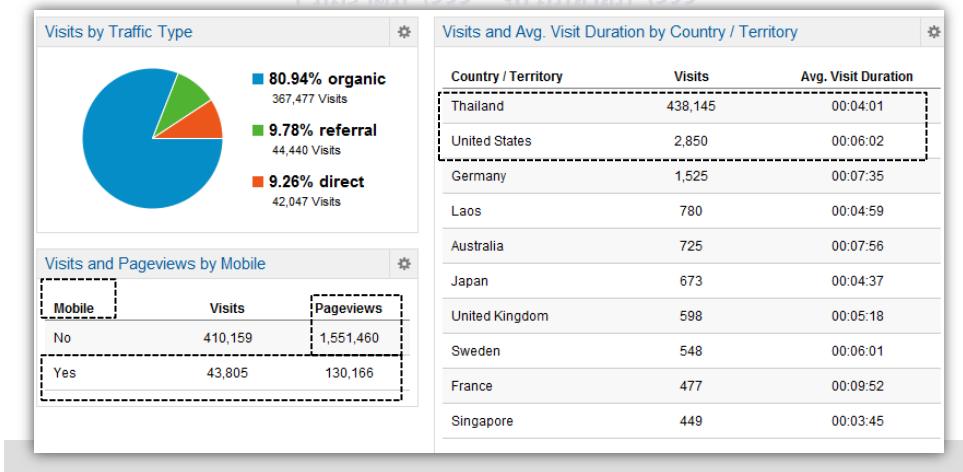 Visits by Traffic Type
80.94% organic
367,477 Visits
9.78% referral
44,440 Visits
9.26% direct
42,047 Visits
Visits and Pageviews by Mobile
Mobile Visits Pageviews
No 410,159 1,551,460
Yes 43,805 130,166
Visits and Avg. Visit Duration by Country / Territory
Country / Territory Visits Avg. Visit Duration
Thailand 438,145 00:04:01
United States 2,850 00:06:02
Germany 1,525 00:07:35
Laos 780 00:04:59
Australia 725 00:07:56
Japan 673 00:04:37
United Kingdom 598 00:05:18
Sweden 548 00:06:01
France 477 00:09:52
Singapore 449 00:03:45